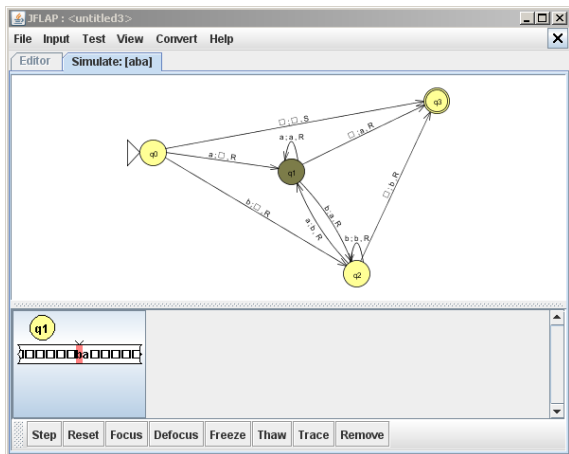 JFLAP : <untitled3>
File Input Test View Convert Help
Editor Simulate: [aba]
q3
□ ; □ , S
□ ; a , R
a ; a , R
q0
a ; □ , R
q1
b ; □ , R
b ; a , R
a ; b , R
□ ; b , R
b ; b , R
q2
q1
□□□□□□ba□□□□□
Step Reset Focus Defocus Freeze Thaw Trace Remove